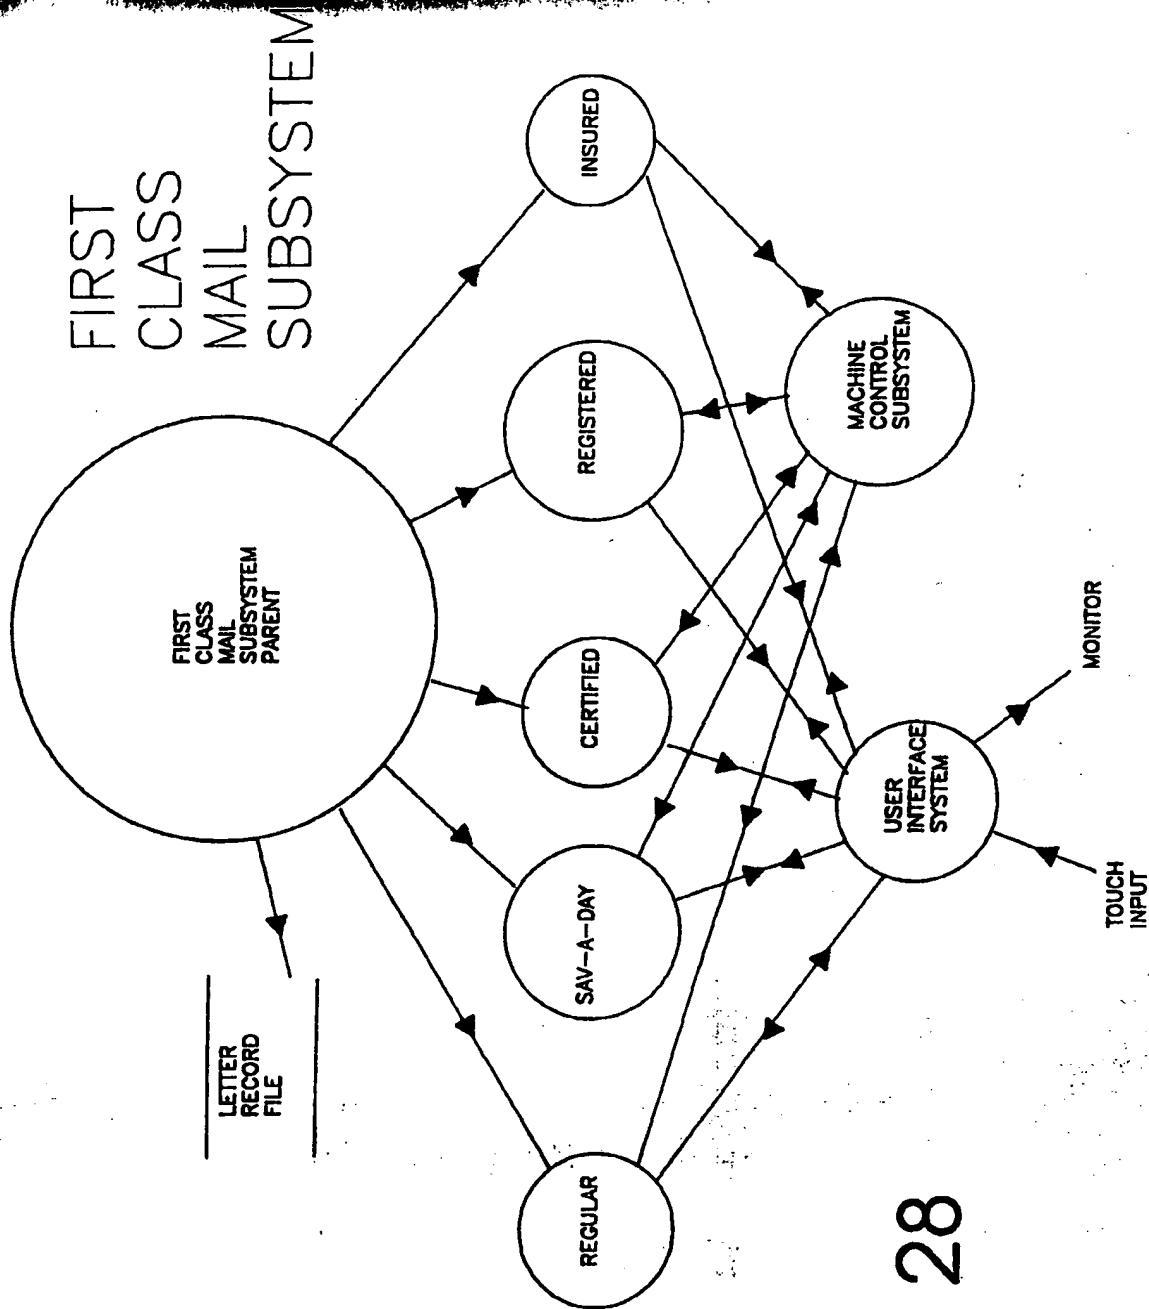 FIRST
CLASS
MAIL
SUBSYSTEM
FIRST
CLASS
MAIL
SUBSYSTEM
PARENT
LETTER
RECORD
FILE
REGULAR
SAV-A-DAY
CERTIFIED
REGISTERED
INSURED
USER
INTERFACE
SYSTEM
MACHINE
CONTROL
SUBSYSTEM
TOUCH
INPUT
MONITOR
28